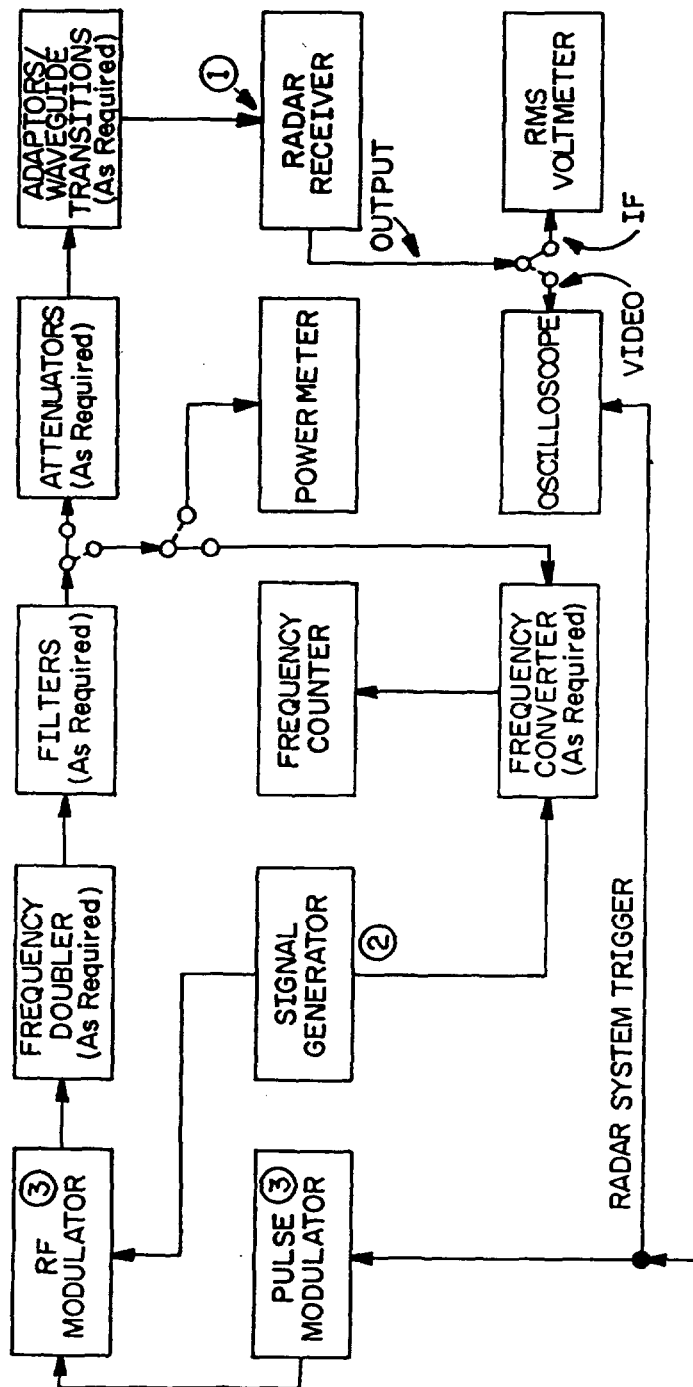 RF
MODULATOR
③
FREQUENCY
DOUBLER
(As Required)
FILTERS
(As Required)
ATTENUATORS
(As Required)
ADAPTORS/
WAVEGUIDE
TRANSITIONS
(As Required)
①
PULSE
MODULATOR
③
SIGNAL
GENERATOR
②
FREQUENCY
COUNTER
POWER METER
RADAR
RECEIVER
OUTPUT
FREQUENCY
CONVERTER
(As Required)
OSCILLOSCOPE
RMS
VOLTMETER
VIDEO
IF
RADAR SYSTEM TRIGGER